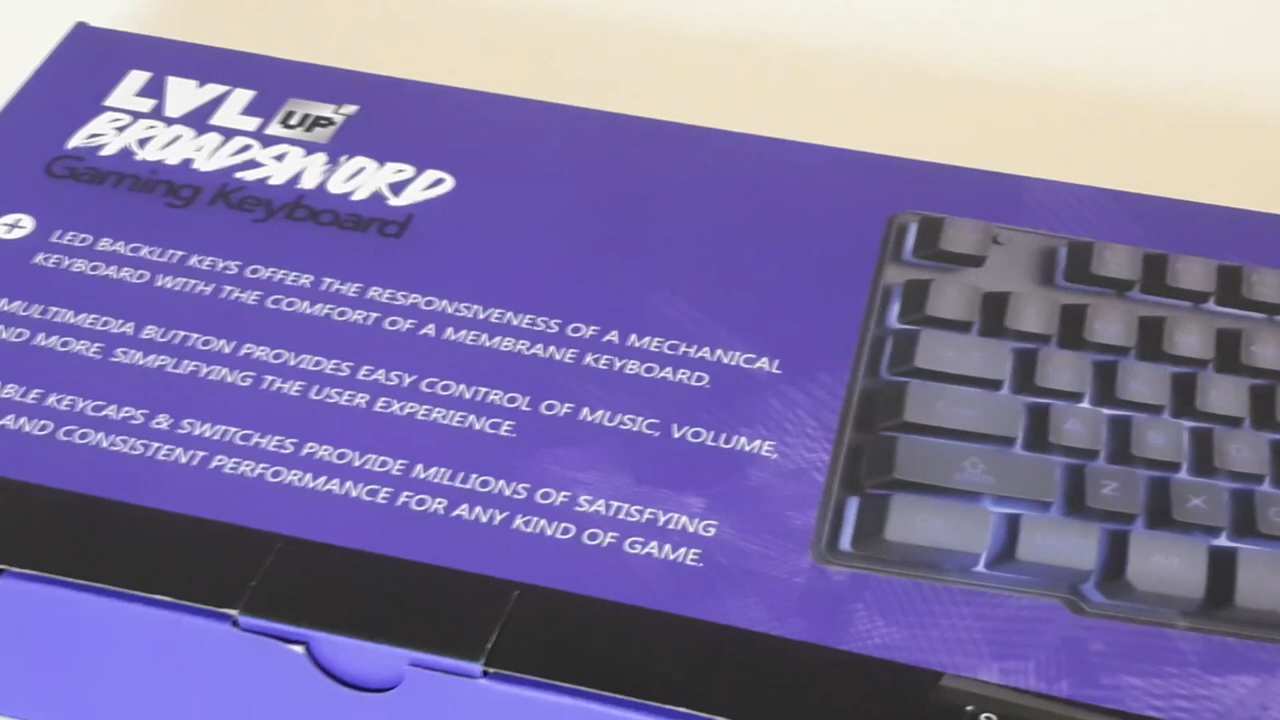 LVL UP
BROADSWORD
Gaming Keyboard
LED BACKLIT KEYS OFFER THE RESPONSIVENESS OF A MECHANICAL
KEYBOARD WITH THE COMFORT OF A MEMBRANE KEYBOARD.
MULTIMEDIA BUTTON PROVIDES EASY CONTROL OF MUSIC, VOLUME,
MORE, SIMPLIFYING THE USER EXPERIENCE.
KEYCAPS & SWITCHES PROVIDE MILLIONS OF SATISFYING
AND CONSISTENT PERFORMANCE FOR ANY KIND OF GAME.
A
Z X